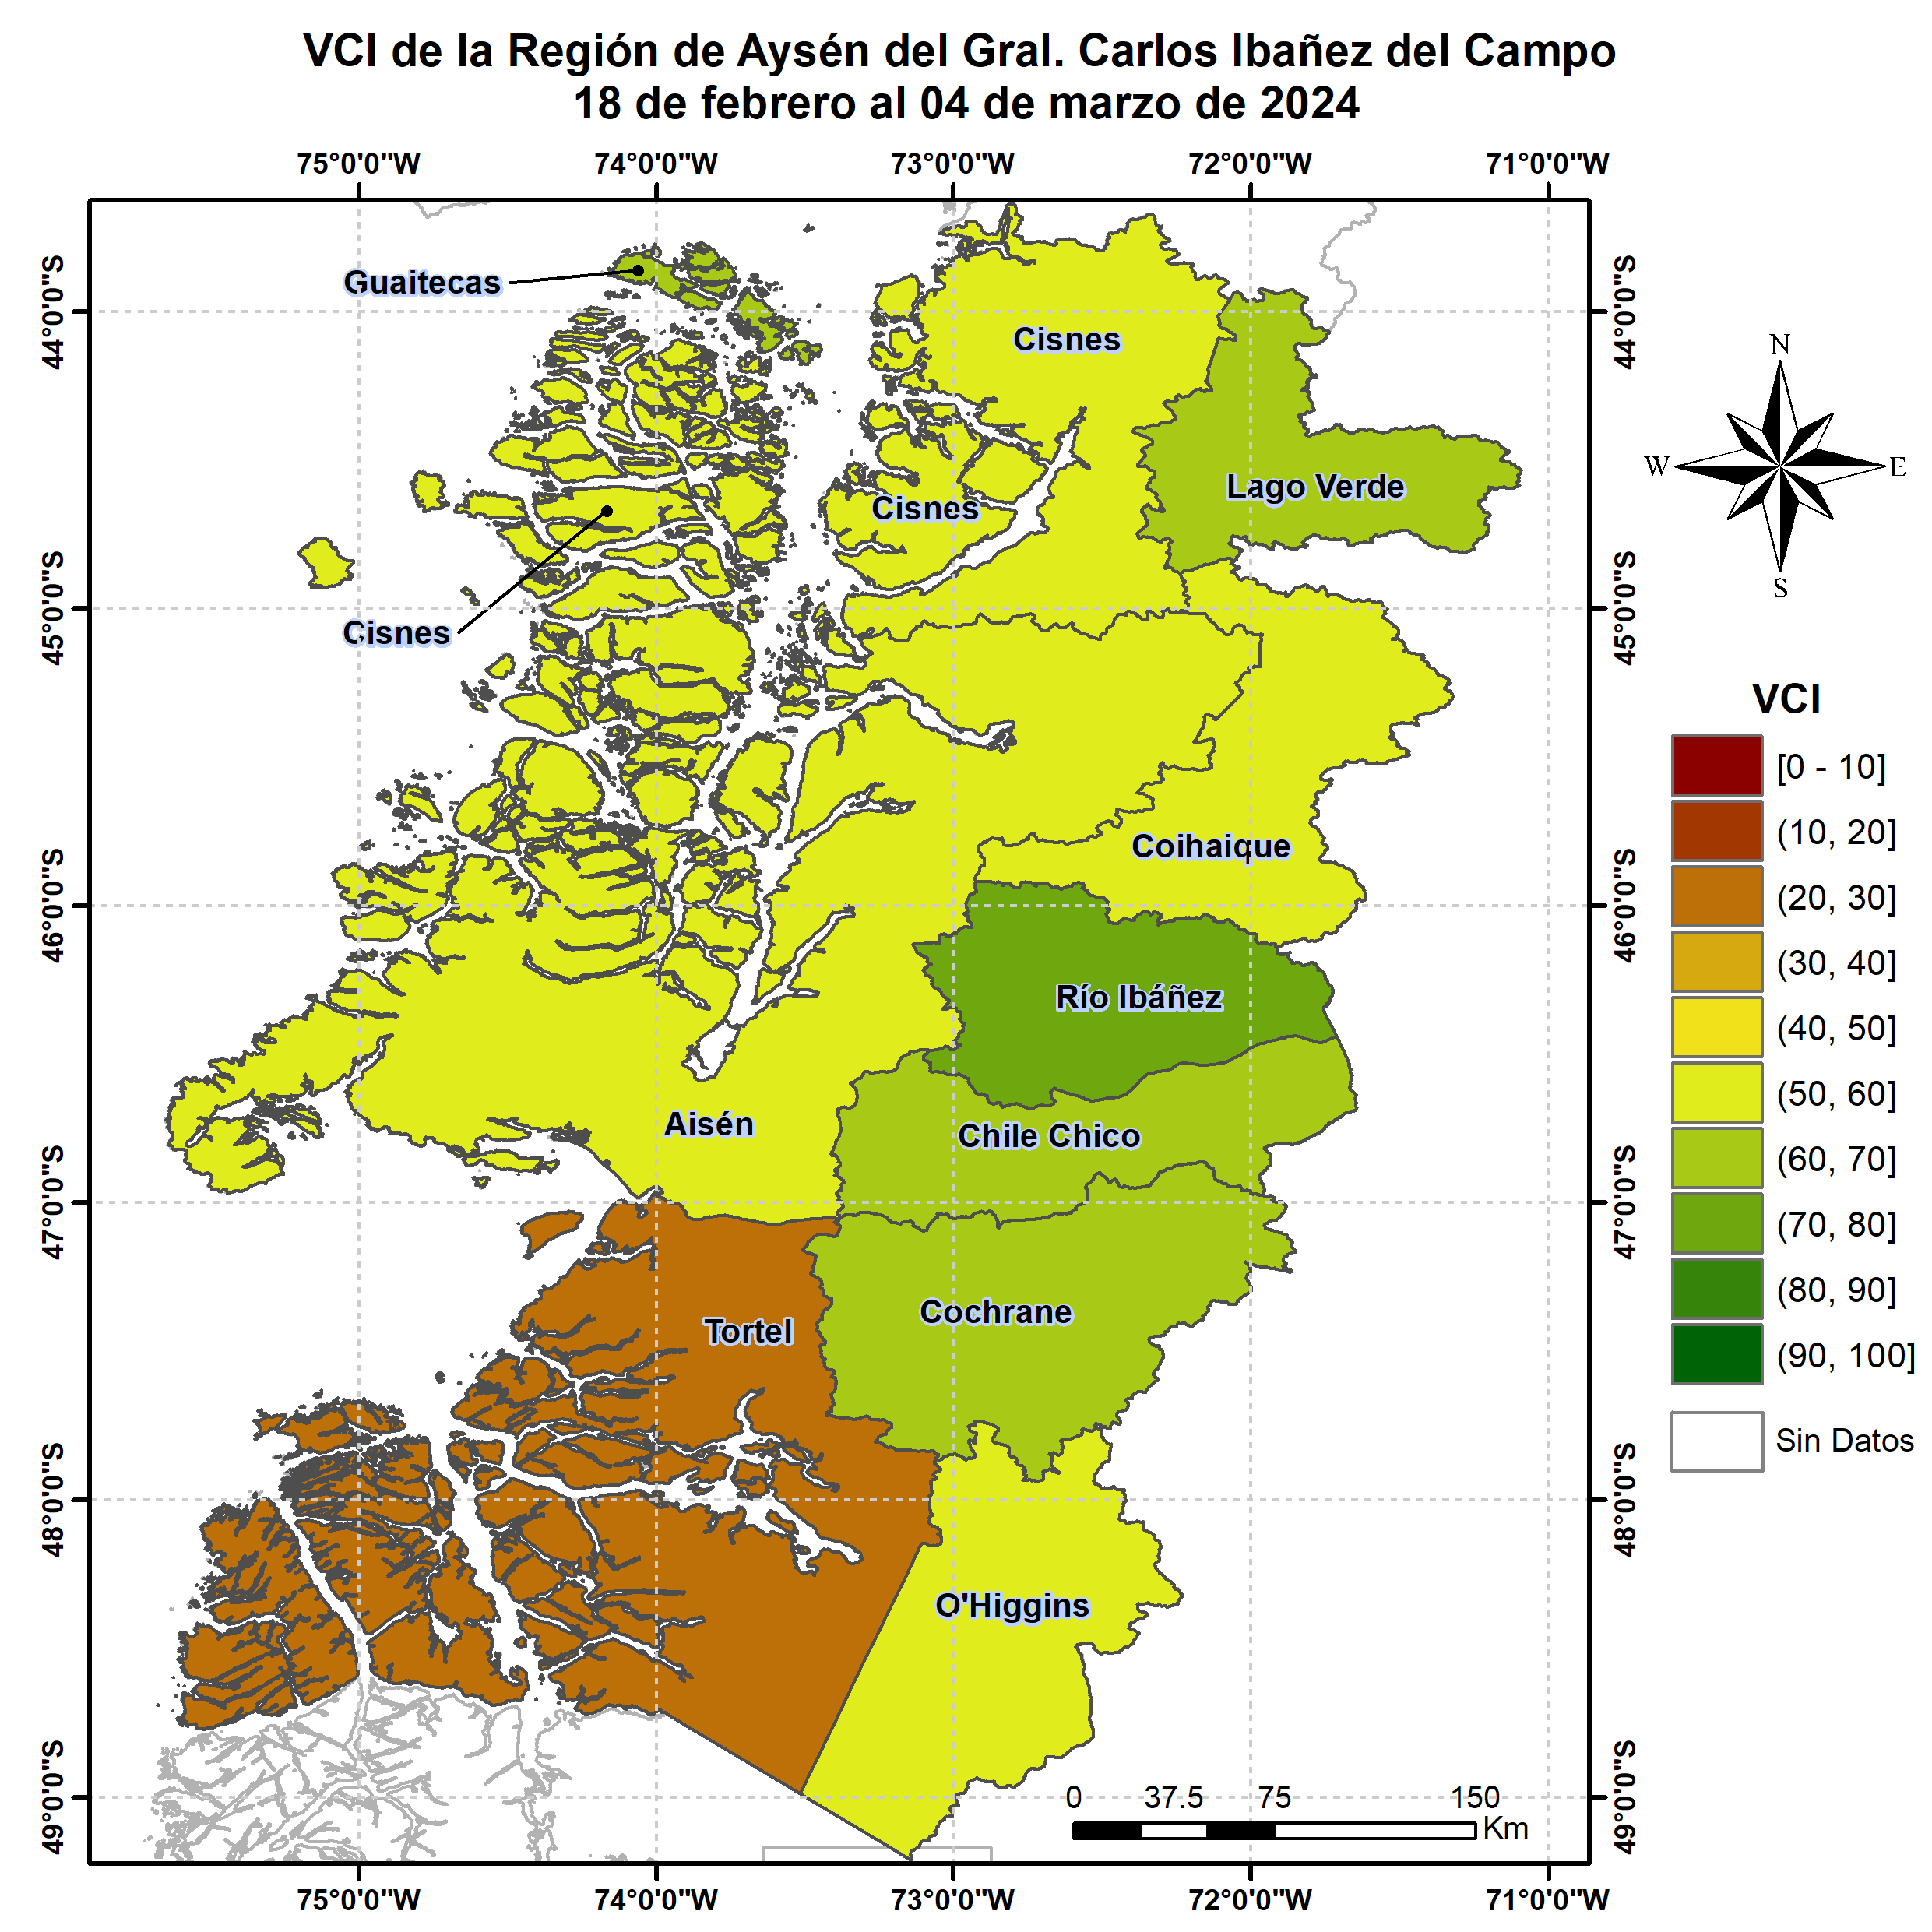 VCI de la Región de Aysén del Gral. Carlos Ibañez del Campo
18 de febrero al 04 de marzo de 2024
75°0'0"W 74°0'0"W 73°0'0"W 72°0'0"W 71°0'0"W
44°0'0"S
45°0'0"S
46°0'0"S
47°0'0"S
48°0'0"S
49°0'0"S
Guaitecas
Cisnes
Lago Verde
Cisnes
Cisnes
Coihaique
Río Ibáñez
Aisén
Chile Chico
Cochrane
Tortel
O'Higgins
0 37.5 75 150
Km
44°0'0"S
45°0'0"S
46°0'0"S
47°0'0"S
48°0'0"S
49°0'0"S
75°0'0"W 74°0'0"W 73°0'0"W 72°0'0"W 71°0'0"W
N
W E
S
VCI
[0 - 10]
(10, 20]
(20, 30]
(30, 40]
(40, 50]
(50, 60]
(60, 70]
(70, 80]
(80, 90]
(90, 100]
Sin Datos